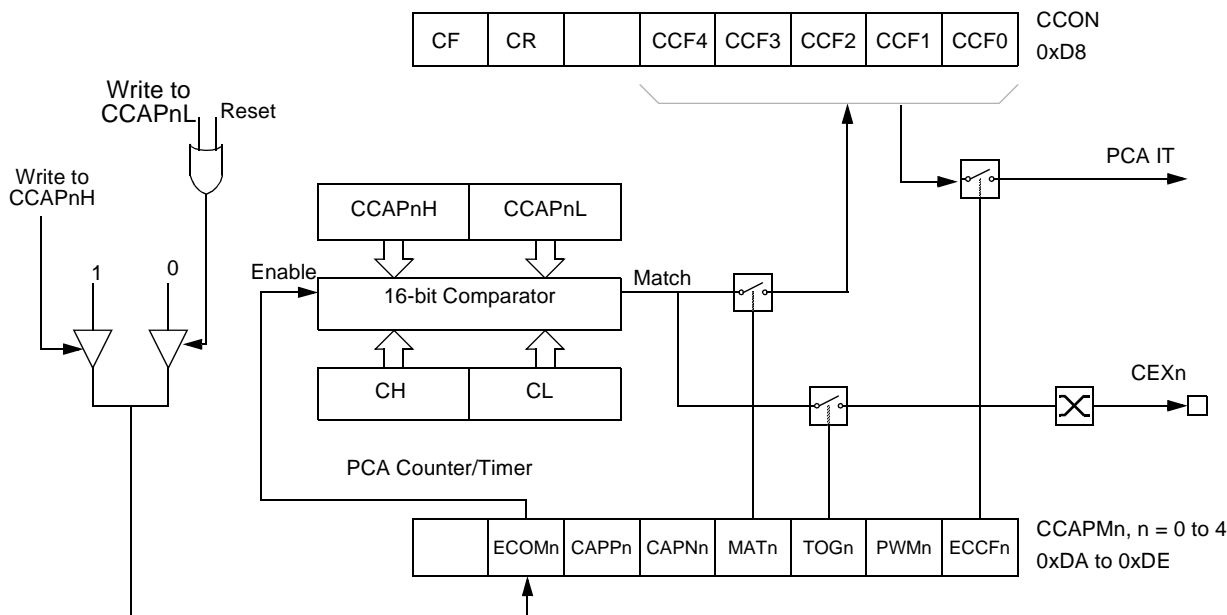 CF CR CCF4 CCF3 CCF2 CCF1 CCF0
CCON
0xD8
Write to
CCAPnL
Reset
Write to
CCAPnH
PCA IT
CCAPnH CCAPnL
1
0
Enable
16-bit Comparator
Match
CH CL
CEXn
PCA Counter/Timer
ECOMn CAPPn CAPNn MATn TOGn PWMn ECCFn
CCAPMn, n = 0 to 4
0xDA to 0xDE